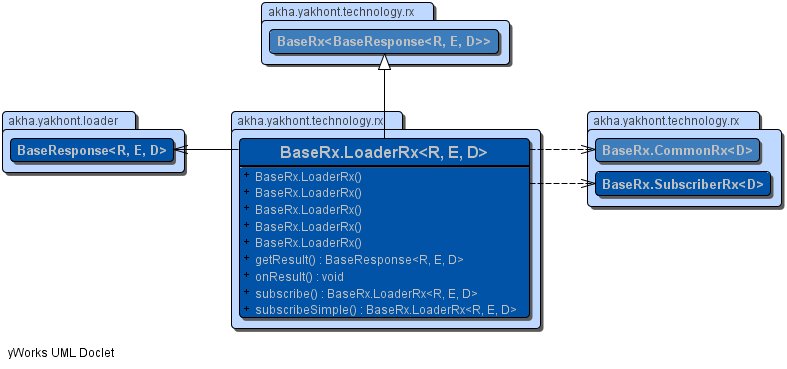 akha.yakhont.technology.rx
BaseRx<BaseResponse<R, E, D>>
akha.yakhont.loader
BaseResponse<R, E, D>
akha.yakhont.technology.rx
BaseRx.LoaderRx<R, E, D>
+ BaseRx.LoaderRx()
+ BaseRx.LoaderRx()
+ BaseRx.LoaderRx()
+ BaseRx.LoaderRx()
+ BaseRx.LoaderRx()
+ getResult() : BaseResponse<R, E, D>
+ onResult() : void
+ subscribe() : BaseRx.LoaderRx<R, E, D>
+ subscribeSimple() : BaseRx.LoaderRx<R, E, D>
akha.yakhont.technology.rx
BaseRx.CommonRx<D>
BaseRx.SubscriberRx<D>
yWorks UML Doclet